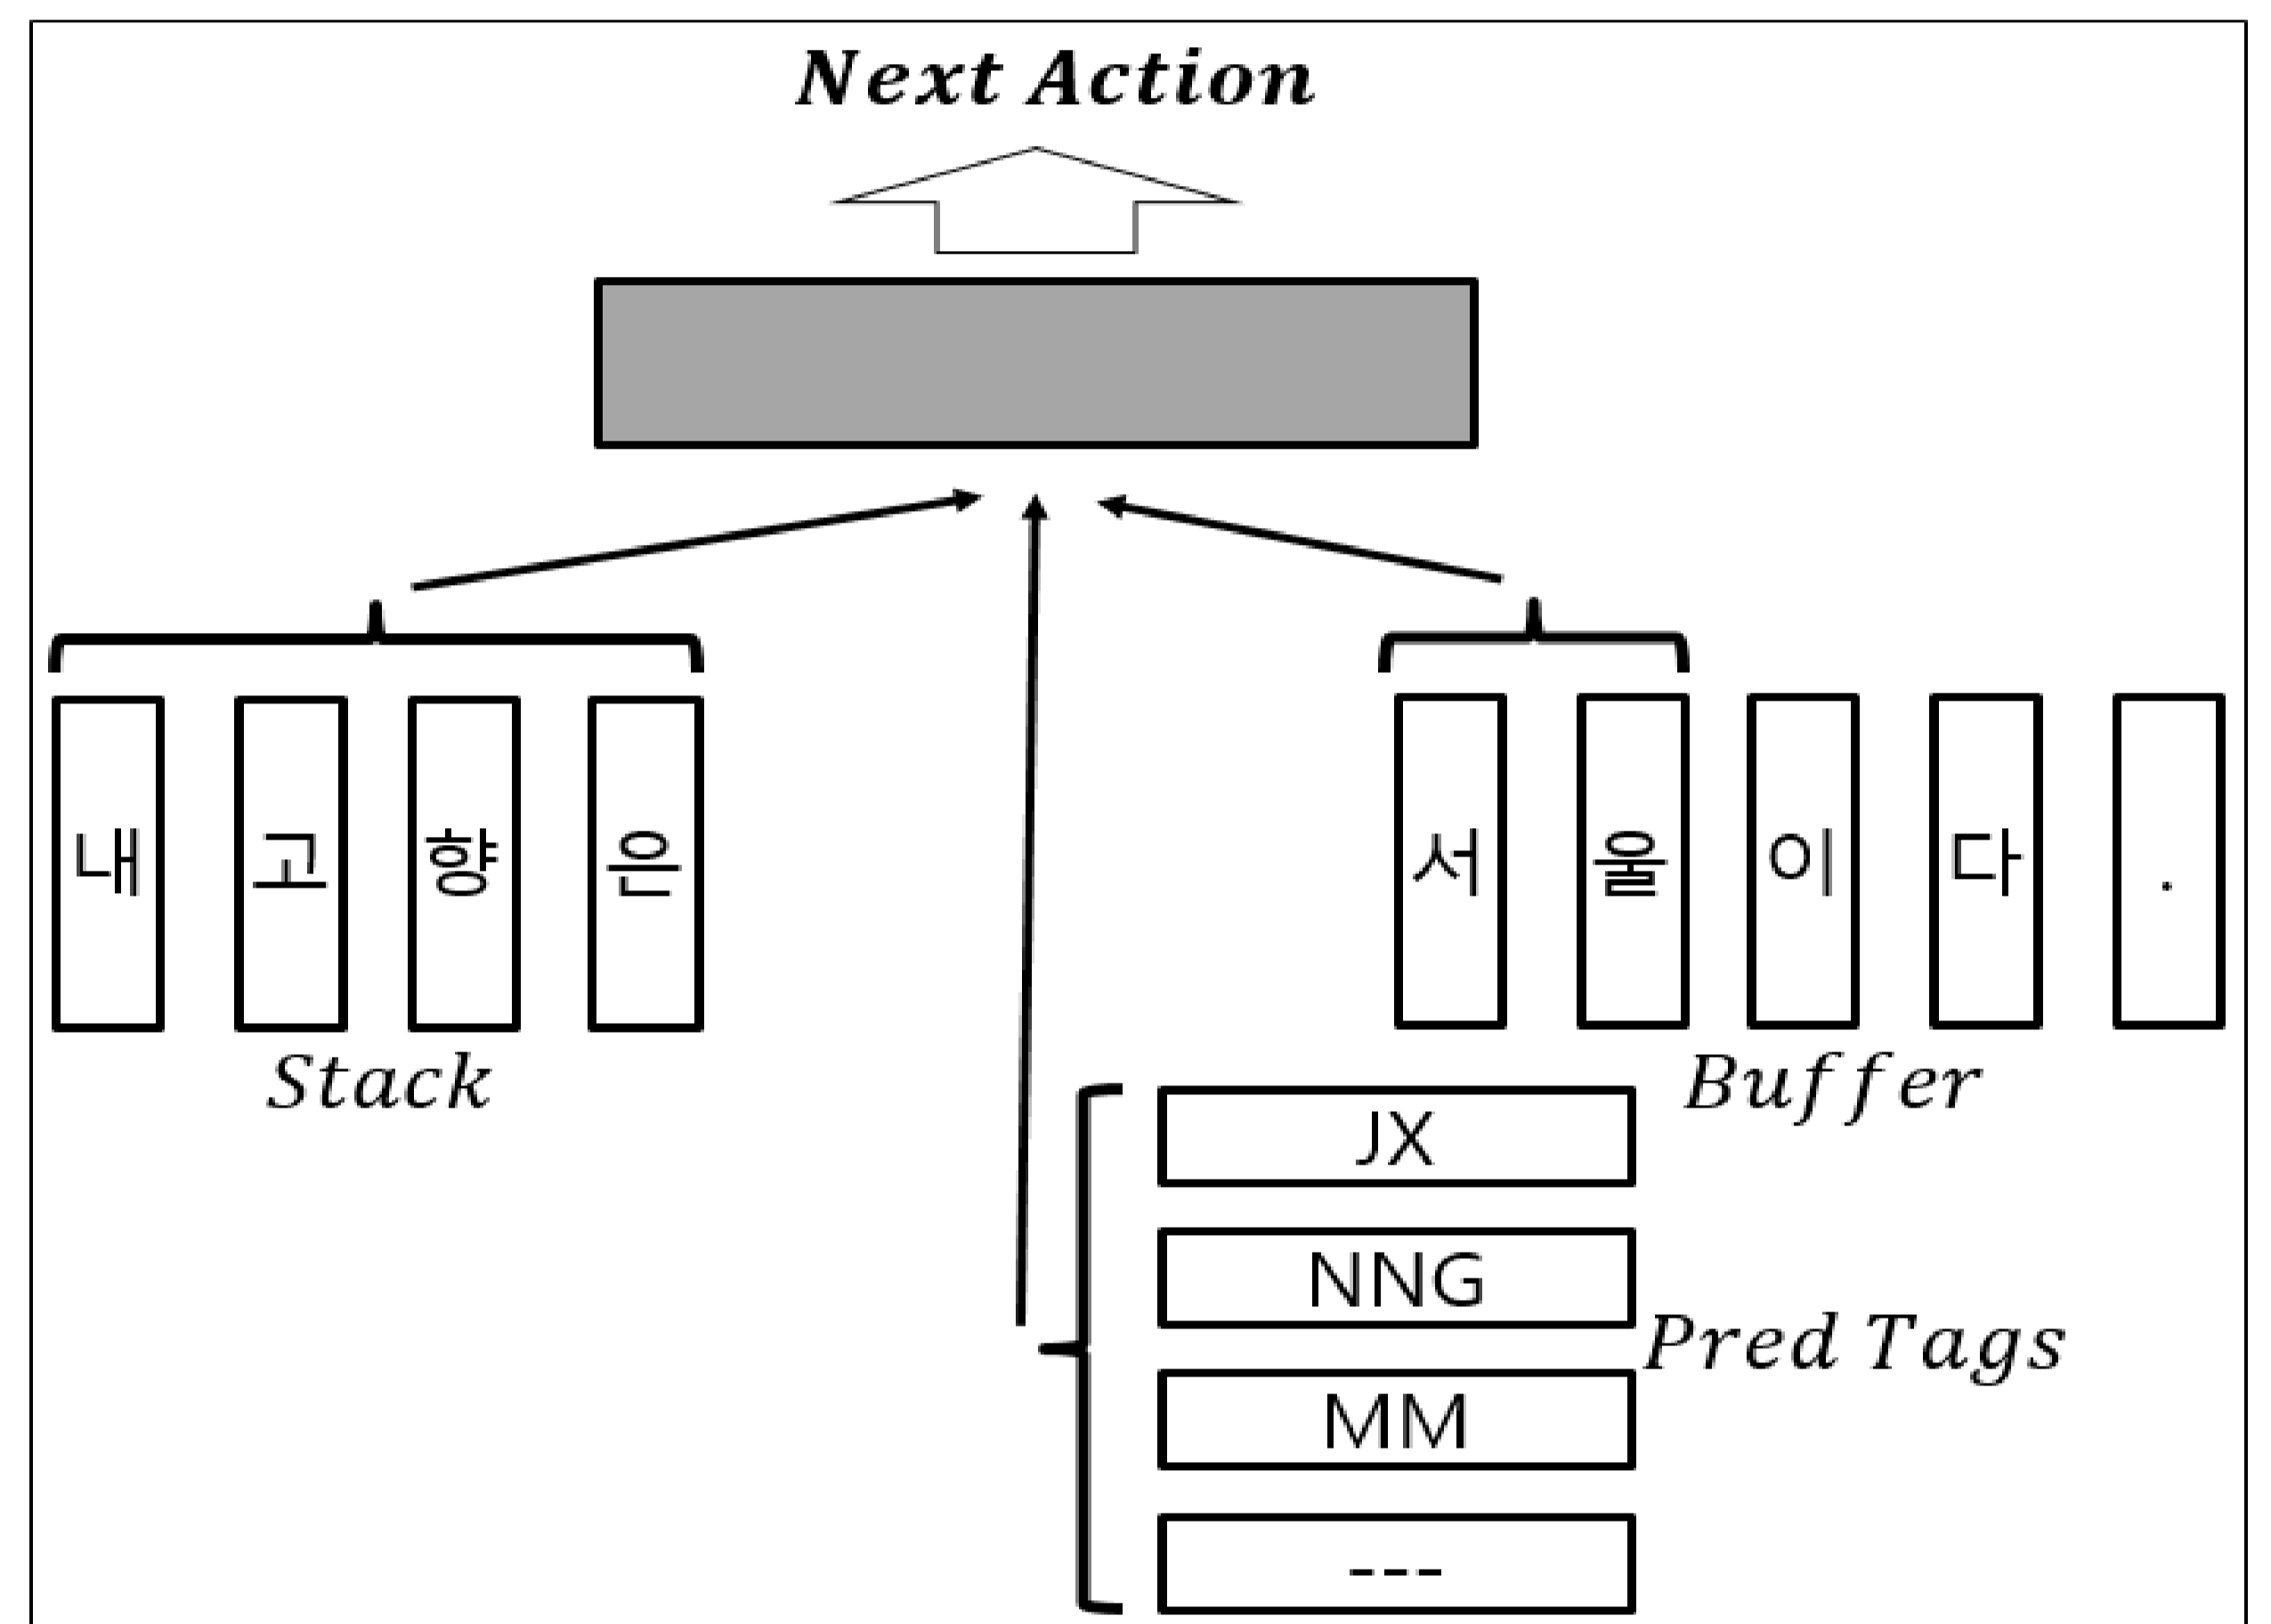 Next Action
내 고 향 은
서 울 이 다 .
Stack
Buffer
JX
NNG
MM
---
Pred Tags